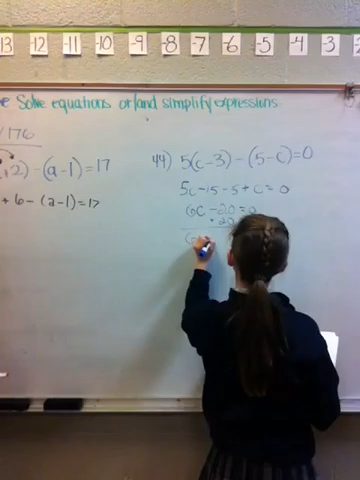 -13 -12 -11 -10 -9 -8 -7 -6 -5 -4 -3
Solve equations or/and simplify expressions.
176
+2) -(a-1)=17
+ 6 - (a-1)=17
44) 5(c-3) - (5-c)=0
5c-15-5+c=0
6c -20=0
+20